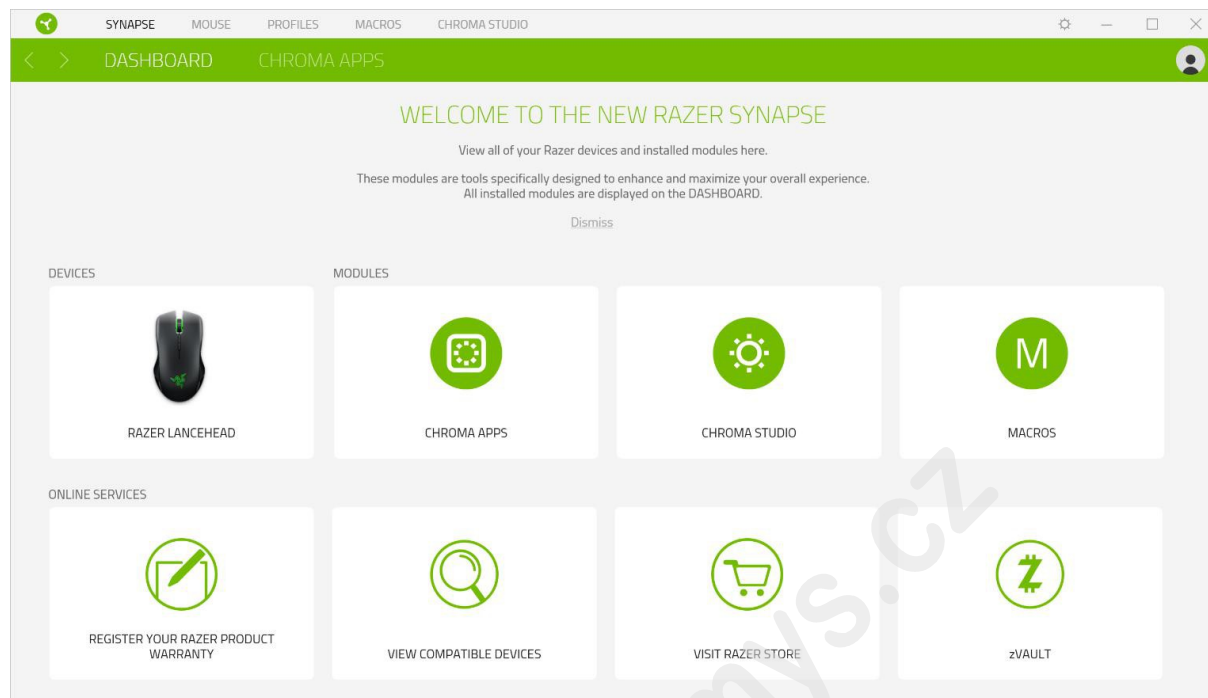 SYNAPSE MOUSE PROFILES MACROS CHROMA STUDIO
DASHBOARD CHROMA APPS
WELCOME TO THE NEW RAZER SYNAPSE
View all of your Razer devices and installed modules here.
These modules are tools specifically designed to enhance and maximize your overall experience.
All installed modules are displayed on the DASHBOARD.
Dismiss
DEVICES MODULES
M
RAZER LANCEHEAD CHROMA APPS CHROMA STUDIO MACROS
ONLINE SERVICES
REGISTER YOUR RAZER PRODUCT
WARRANTY VIEW COMPATIBLE DEVICES VISIT RAZER STORE zVAULT